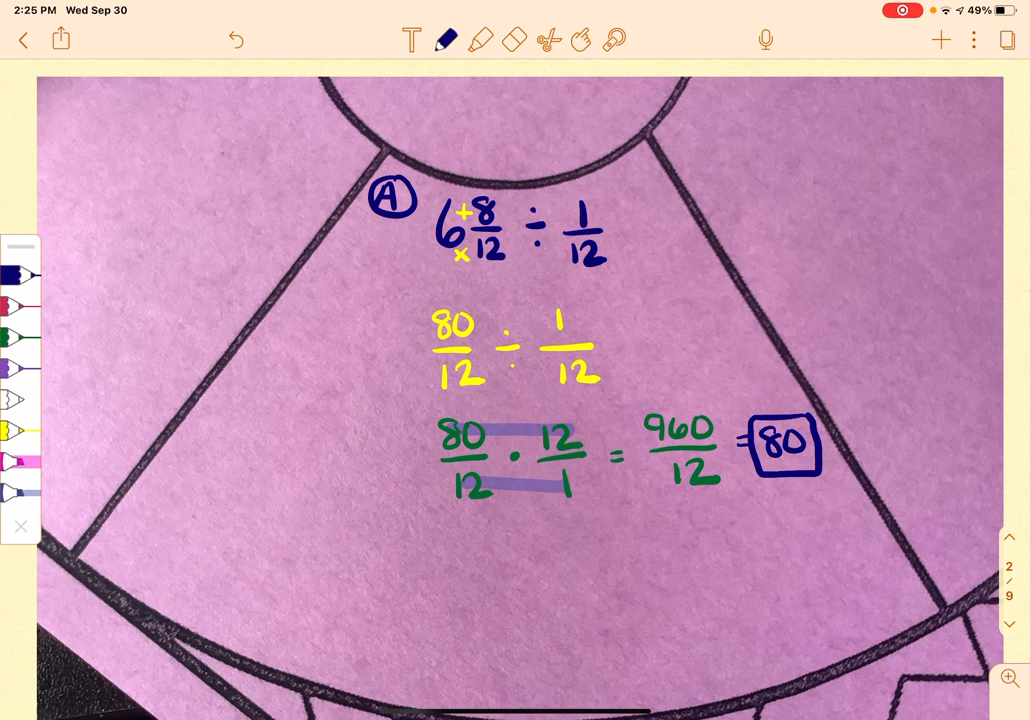 2:25 PM Wed Sep 30
49%
T
A
6 + 8/12 ÷ 1/12
x
80/12 ÷ 1/12
80/12 · 12/1 = 960/12 = 80
2
/
9